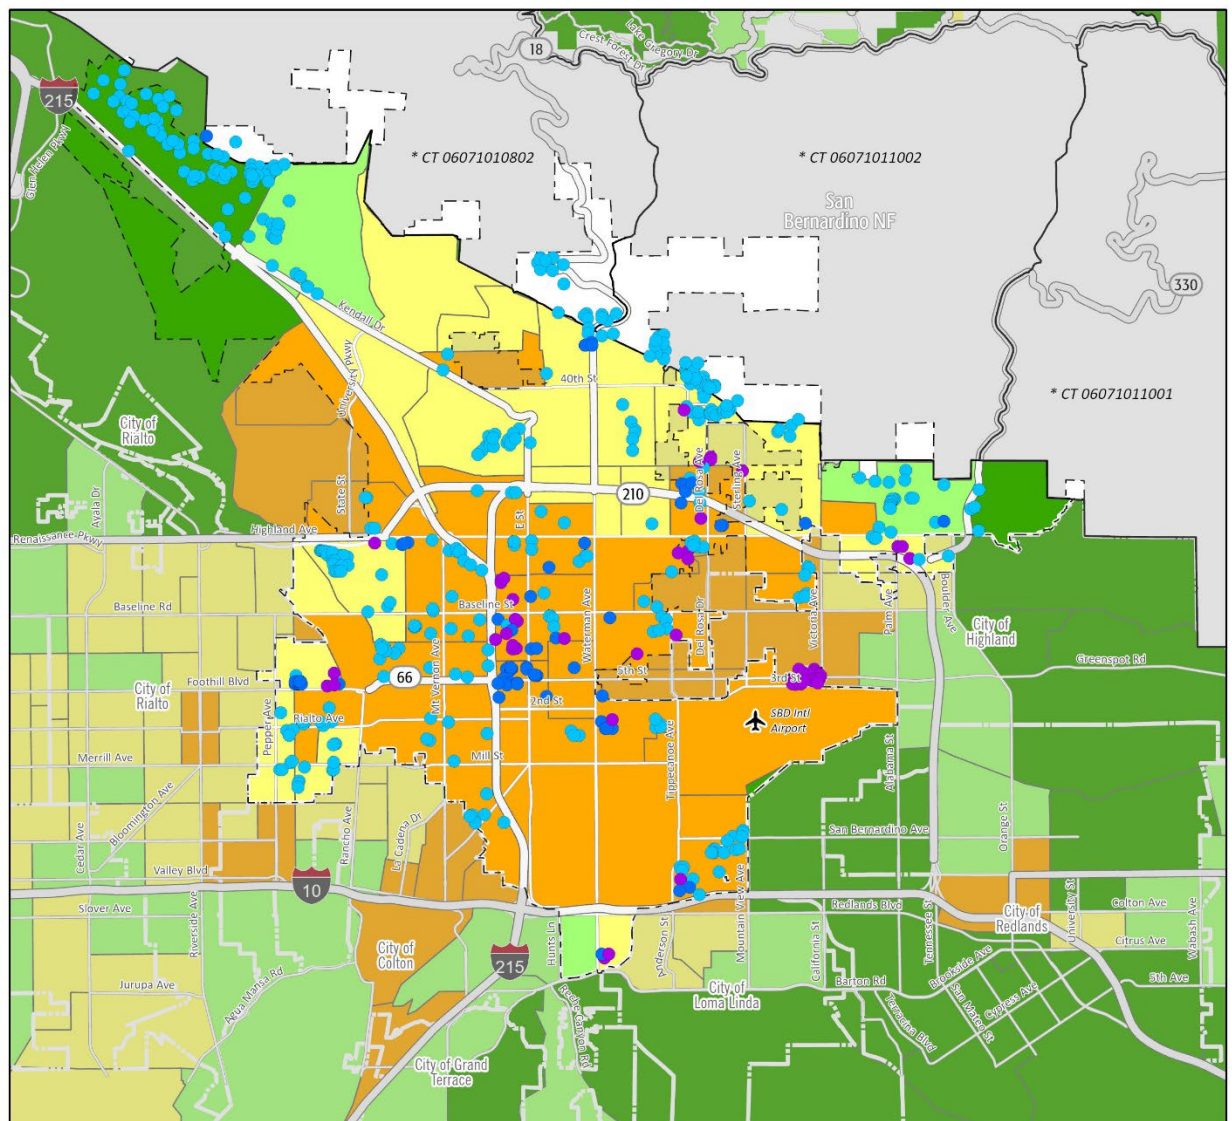 Lake Gregory Dr
Crest Forest Dr
18
215
Glen Helen Pkwy
* CT 06071010802
* CT 06071011002
San
Bernardino NF
330
Kendall Dr
University Pkwy
40th St
* CT 06071011001
City of
Rialto
Ayala Dr
State St
E St
210
Del Rosa Ave
Sterling Ave
Highland Ave
Renaissance Pkwy
Baseline Rd
Baseline St
Mt Vernon Ave
Waterman Ave
Del Rosa Dr
Victoria Ave
Palm Ave
Boulder Ave
City of
Highland
Greenspot Rd
City of
Rialto
Foothill Blvd
66
5th St
3rd St
2nd St
Pepper Ave
Rialto Ave
SBD Intl
Airport
Merrill Ave
Mill St
Tippecanoe Ave
Alabama St
Bloomington Ave
Cedar Ave
Rancho Ave
La Cadena Dr
San Bernardino Ave
Orange St
Valley Blvd
10
Mountain View Ave
Slover Ave
Riverside Ave
Redlands Blvd
Tennessee St
City of
Redlands
University St
Colton Ave
Citrus Ave
Wabash Ave
City of
Colton
215
Hunts Ln
Anderson St
California St
Brookside Ave
5th Ave
Jurupa Ave
Agua Mansa Rd
Reche Canyon Rd
City of
Loma Linda
Barton Rd
Terracina Blvd
San Mateo St
Cypress Ave
City of Grand
Terrace